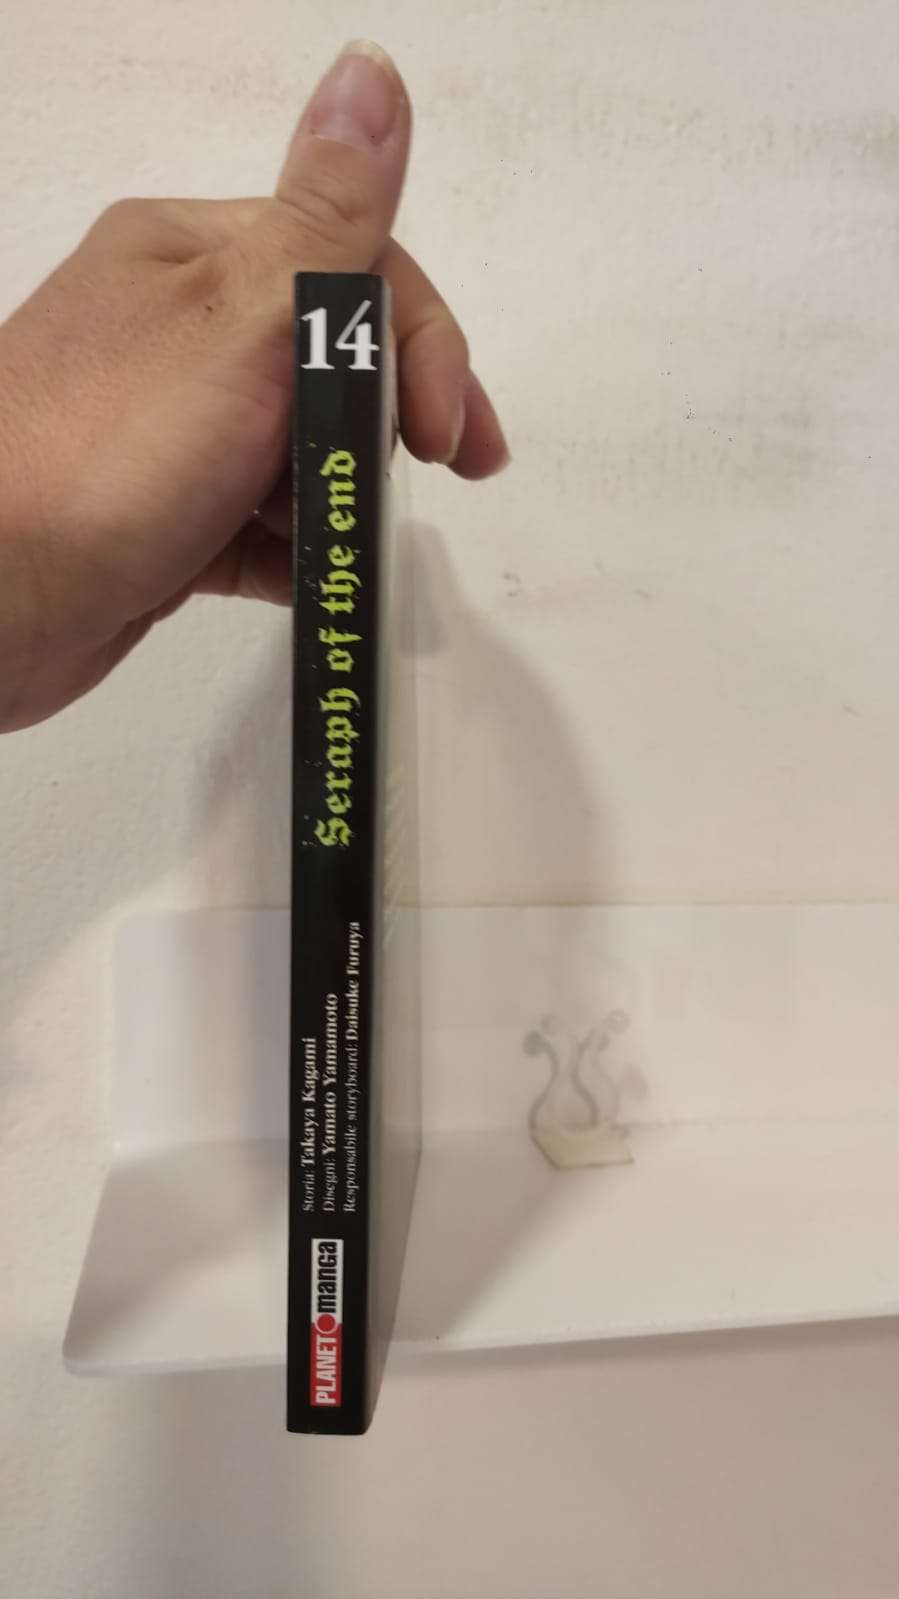 14
Seraph of the end
Storia: Takaya Kagami
Disegni: Yamato Yamamoto
Responsabile storyboard: Daisuke Furuya
PLANET manga